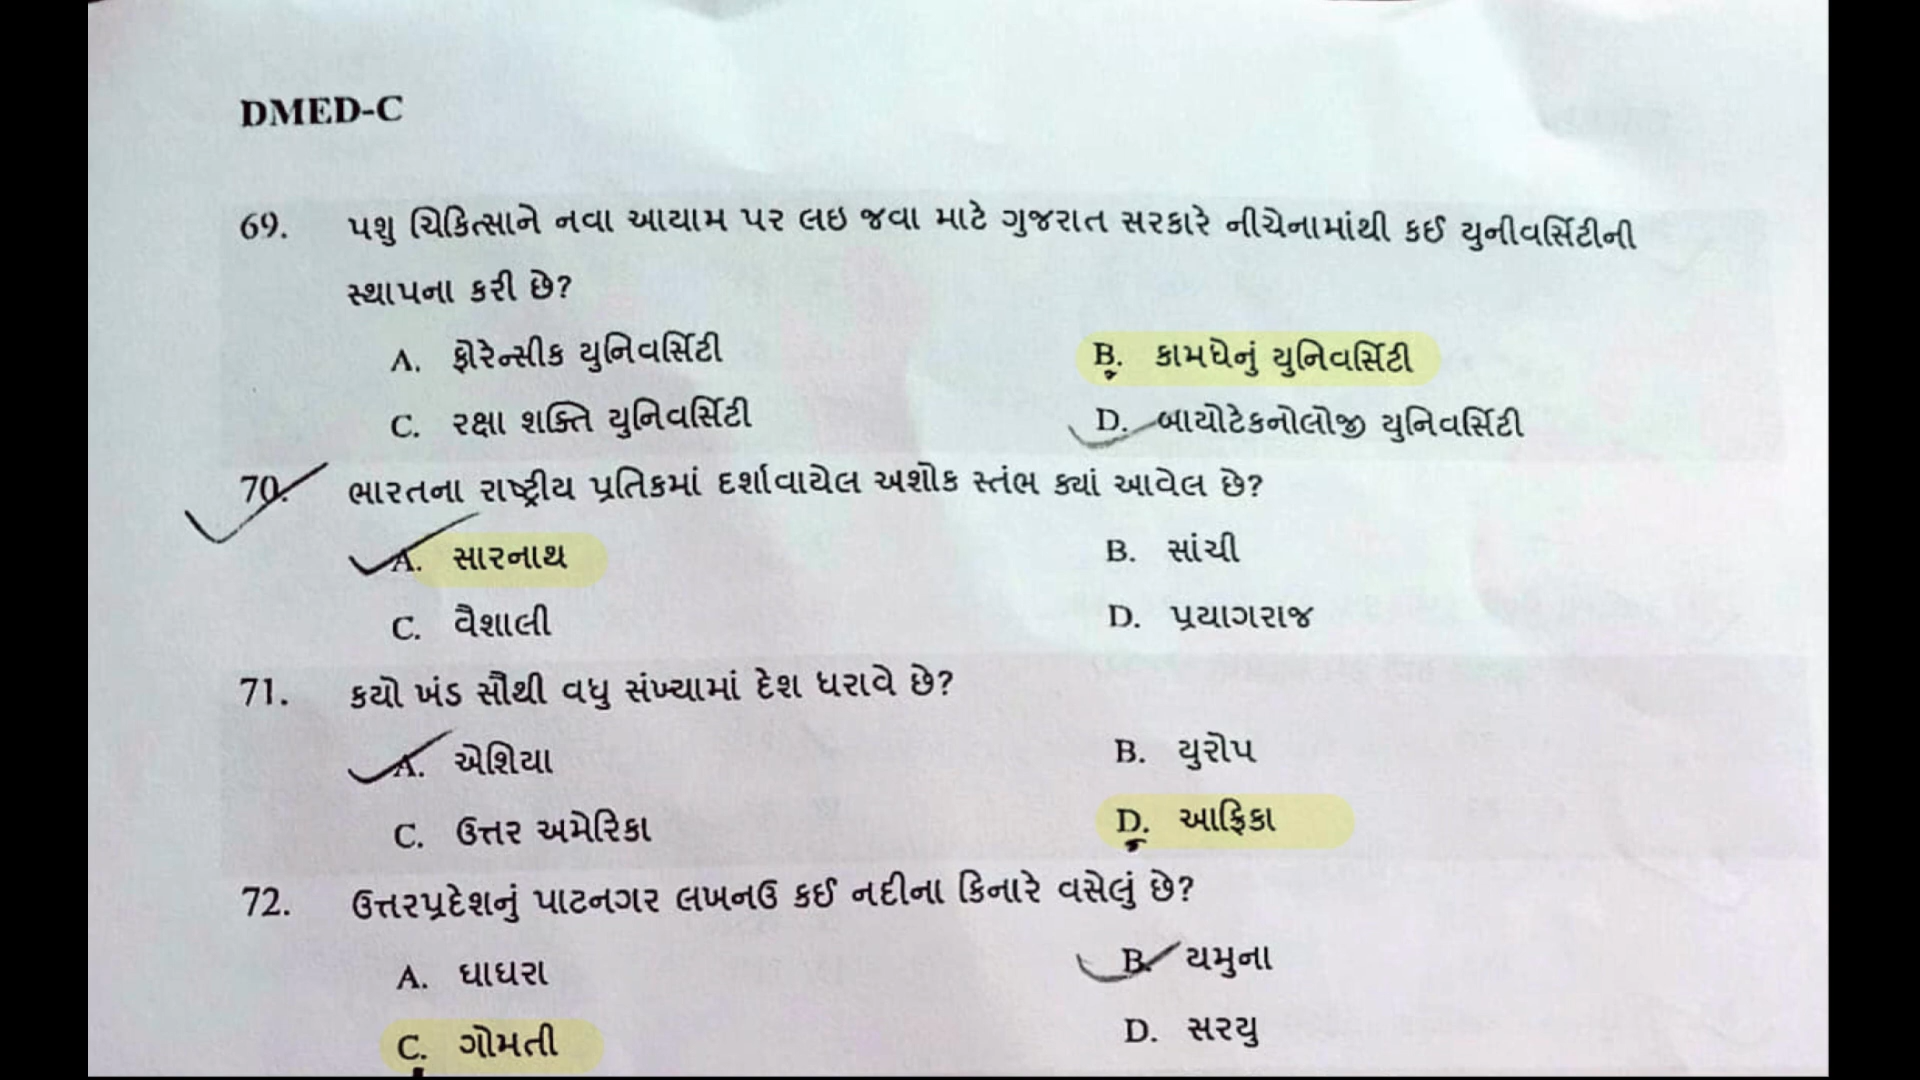 DMED-C
69. પશુ ચિકિત્સાને નવા આયામ પર લઇ જવા માટે ગુજરાત સરકારે નીચેનામાંથી કઈ યુનીવર્સિટીની
સ્થાપના કરી છે?
A. ફોરેન્સીક યુનિવર્સિટી B. કામધેનું યુનિવર્સિટી
C. રક્ષા શક્તિ યુનિવર્સિટી D. બાયોટેકનોલોજી યુનિવર્સિટી
70. ભારતના રાષ્ટ્રીય પ્રતિકમાં દર્શાવાયેલ અશોક સ્તંભ ક્યાં આવેલ છે?
A. સારનાથ B. સાંચી
C. વૈશાલી D. પ્રયાગરાજ
71. કયો ખંડ સૌથી વધુ સંખ્યામાં દેશ ધરાવે છે?
A. એશિયા B. યુરોપ
C. ઉત્તર અમેરિકા D. આફ્રિકા
72. ઉત્તરપ્રદેશનું પાટનગર લખનઉ કઈ નદીના કિનારે વસેલું છે?
A. ઘાઘરા B. યમુના
C. ગોમતી D. સરયુ